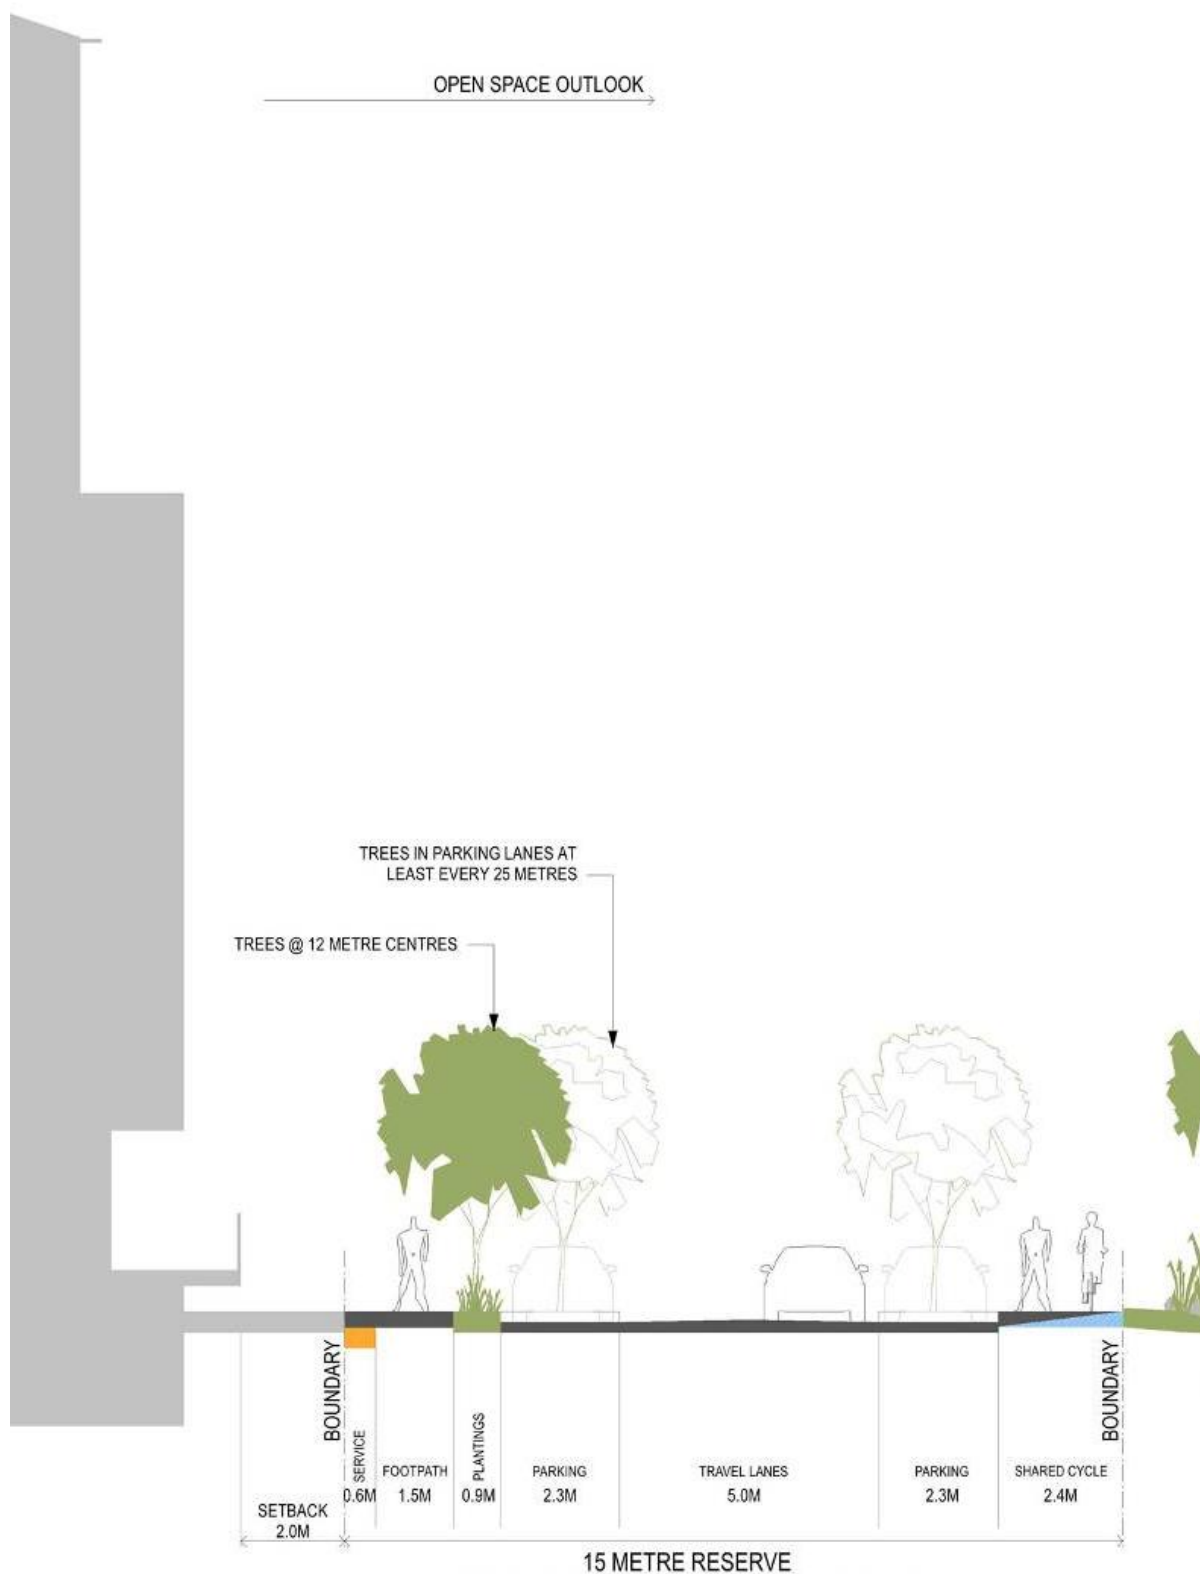 OPEN SPACE OUTLOOK
TREES IN PARKING LANES AT
LEAST EVERY 25 METRES
TREES @ 12 METRE CENTRES
BOUNDARY
SERVICE
0.6M
FOOTPATH
1.5M
PLANTINGS
0.9M
PARKING
2.3M
TRAVEL LANES
5.0M
PARKING
2.3M
SHARED CYCLE
2.4M
BOUNDARY
SETBACK
2.0M
15 METRE RESERVE